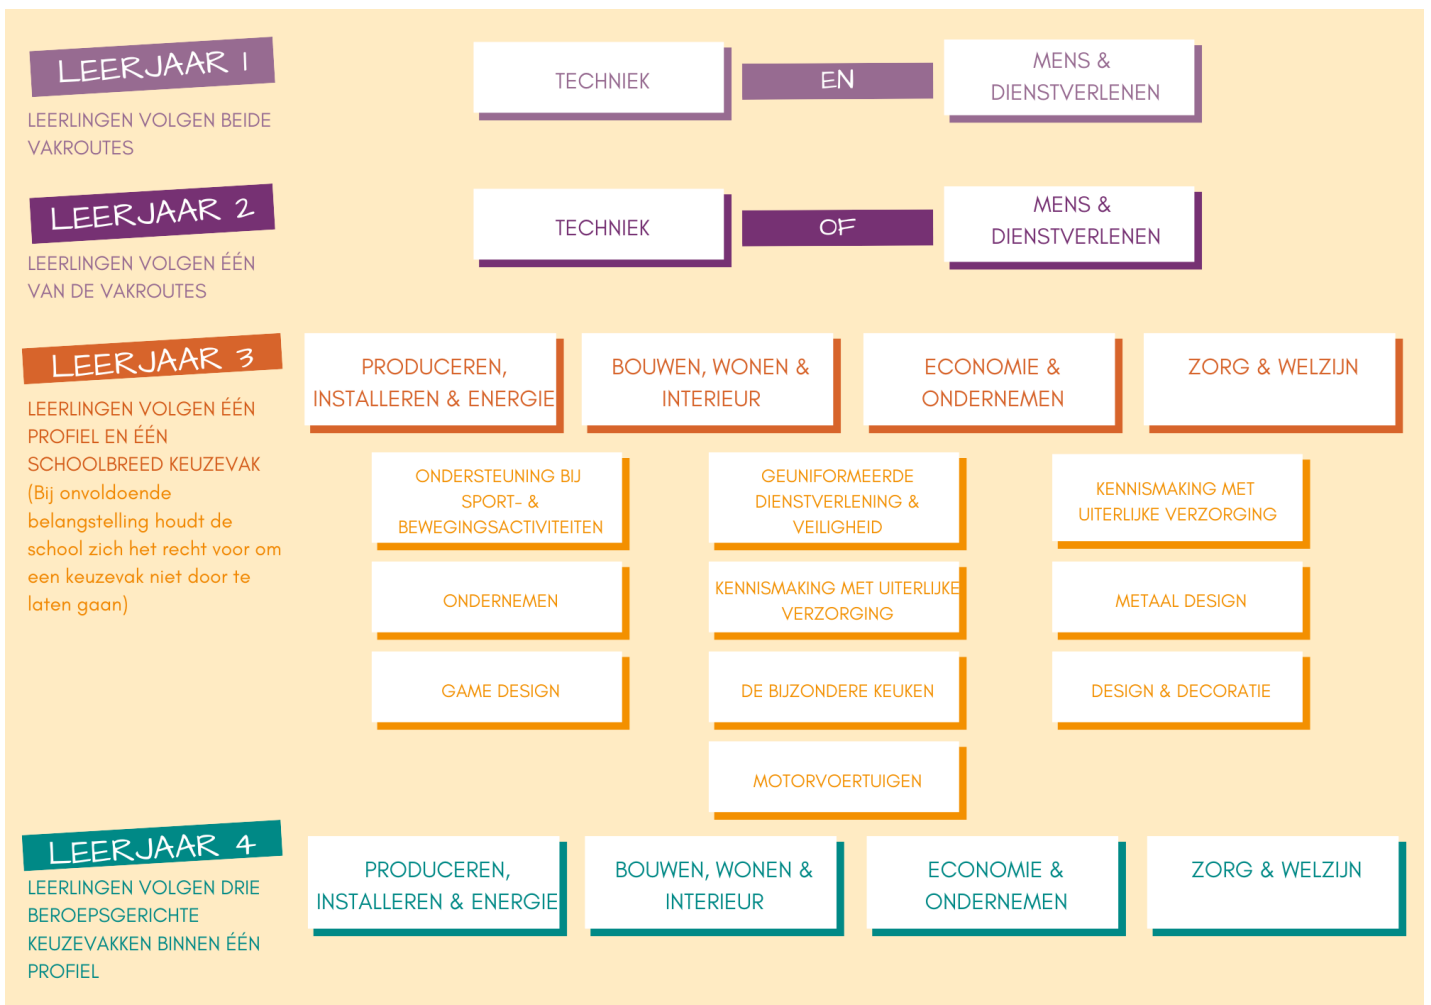 LEERJAAR 1
LEERLINGEN VOLGEN BEIDE
VAKROUTES
TECHNIEK
EN
MENS &
DIENSTVERLENEN
LEERJAAR 2
LEERLINGEN VOLGEN ÉÉN
VAN DE VAKROUTES
TECHNIEK
OF
MENS &
DIENSTVERLENEN
LEERJAAR 3
LEERLINGEN VOLGEN ÉÉN
PROFIEL EN ÉÉN
SCHOOLBREED KEUZEVAK
(Bij onvoldoende
belangstelling houdt de
school zich het recht voor om
een keuzevak niet door te
laten gaan)
PRODUCEREN,
INSTALLEREN & ENERGIE
BOUWEN, WONEN &
INTERIEUR
ECONOMIE &
ONDERNEMEN
ZORG & WELZIJN
ONDERSTEUNING BIJ
SPORT- &
BEWEGINGSACTIVITEITEN
GEUNIFORMEERDE
DIENSTVERLENING &
VEILIGHEID
KENNISMAKING MET
UITERLIJKE VERZORGING
ONDERNEMEN
KENNISMAKING MET UITERLIJKE
VERZORGING
METAAL DESIGN
GAME DESIGN
DE BIJZONDERE KEUKEN
DESIGN & DECORATIE
MOTORVOERTUIGEN
LEERJAAR 4
LEERLINGEN VOLGEN DRIE
BEROEPSGERICHTE
KEUZEVAKKEN BINNEN ÉÉN
PROFIEL
PRODUCEREN,
INSTALLEREN & ENERGIE
BOUWEN, WONEN &
INTERIEUR
ECONOMIE &
ONDERNEMEN
ZORG & WELZIJN